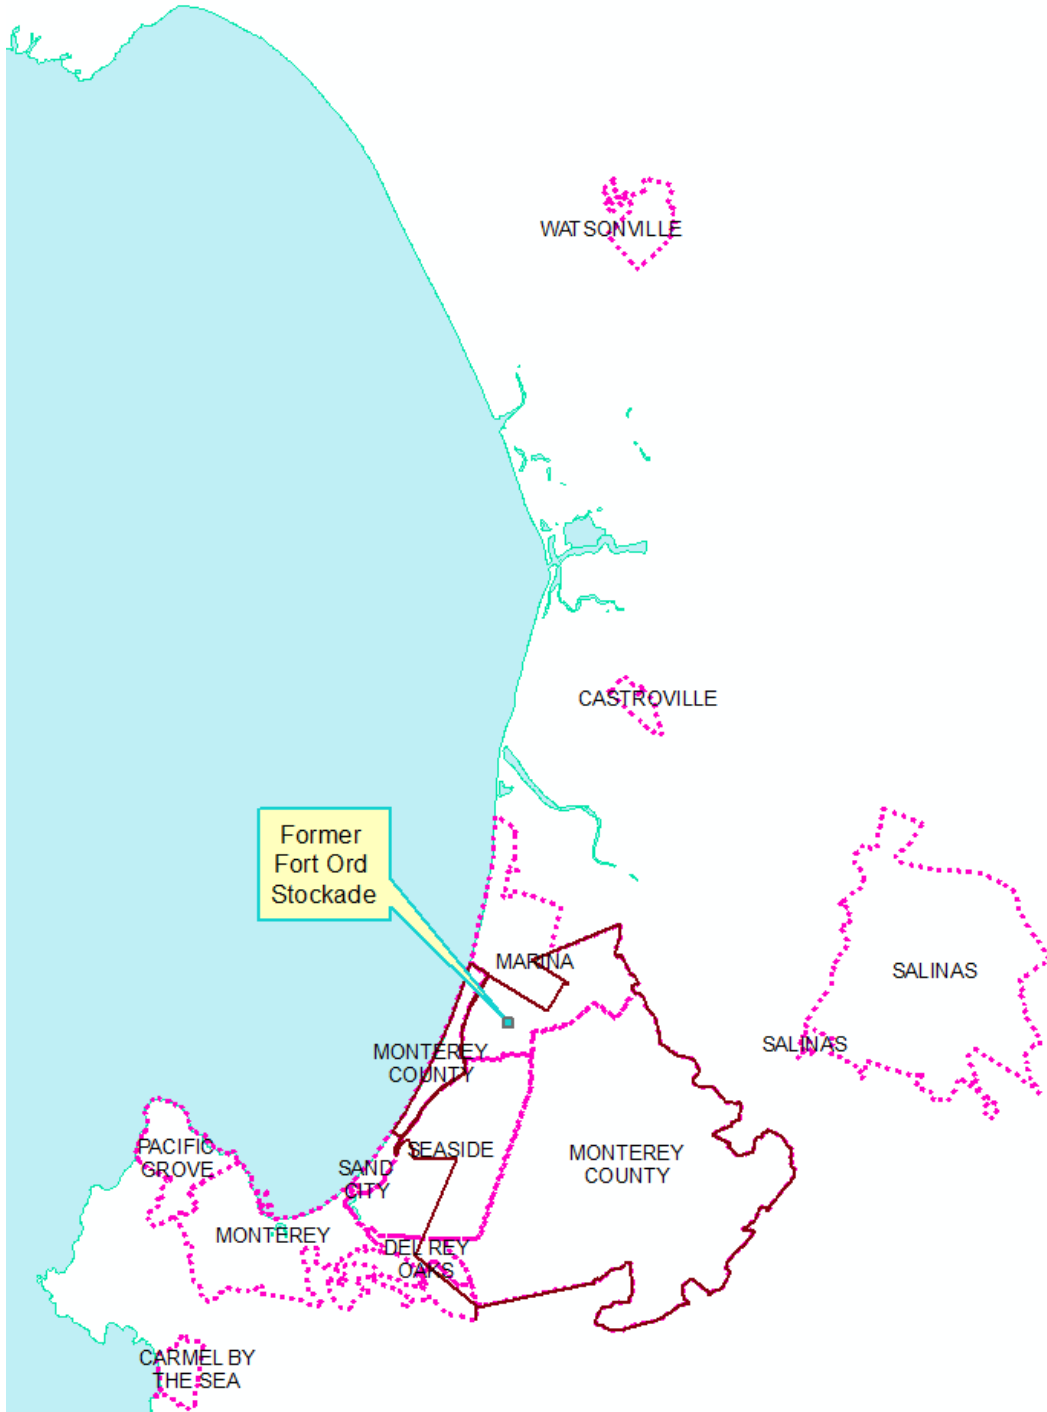 WATSONVILLE
CASTROVILLE
Former
Fort Ord
Stockade
MARINA
SALINAS
SALINAS
MONTEREY
COUNTY
PACIFIC
GROVE
SEASIDE
MONTEREY
COUNTY
SAND
CITY
MONTEREY
DEL REY
OAKS
CARMEL BY
THE SEA